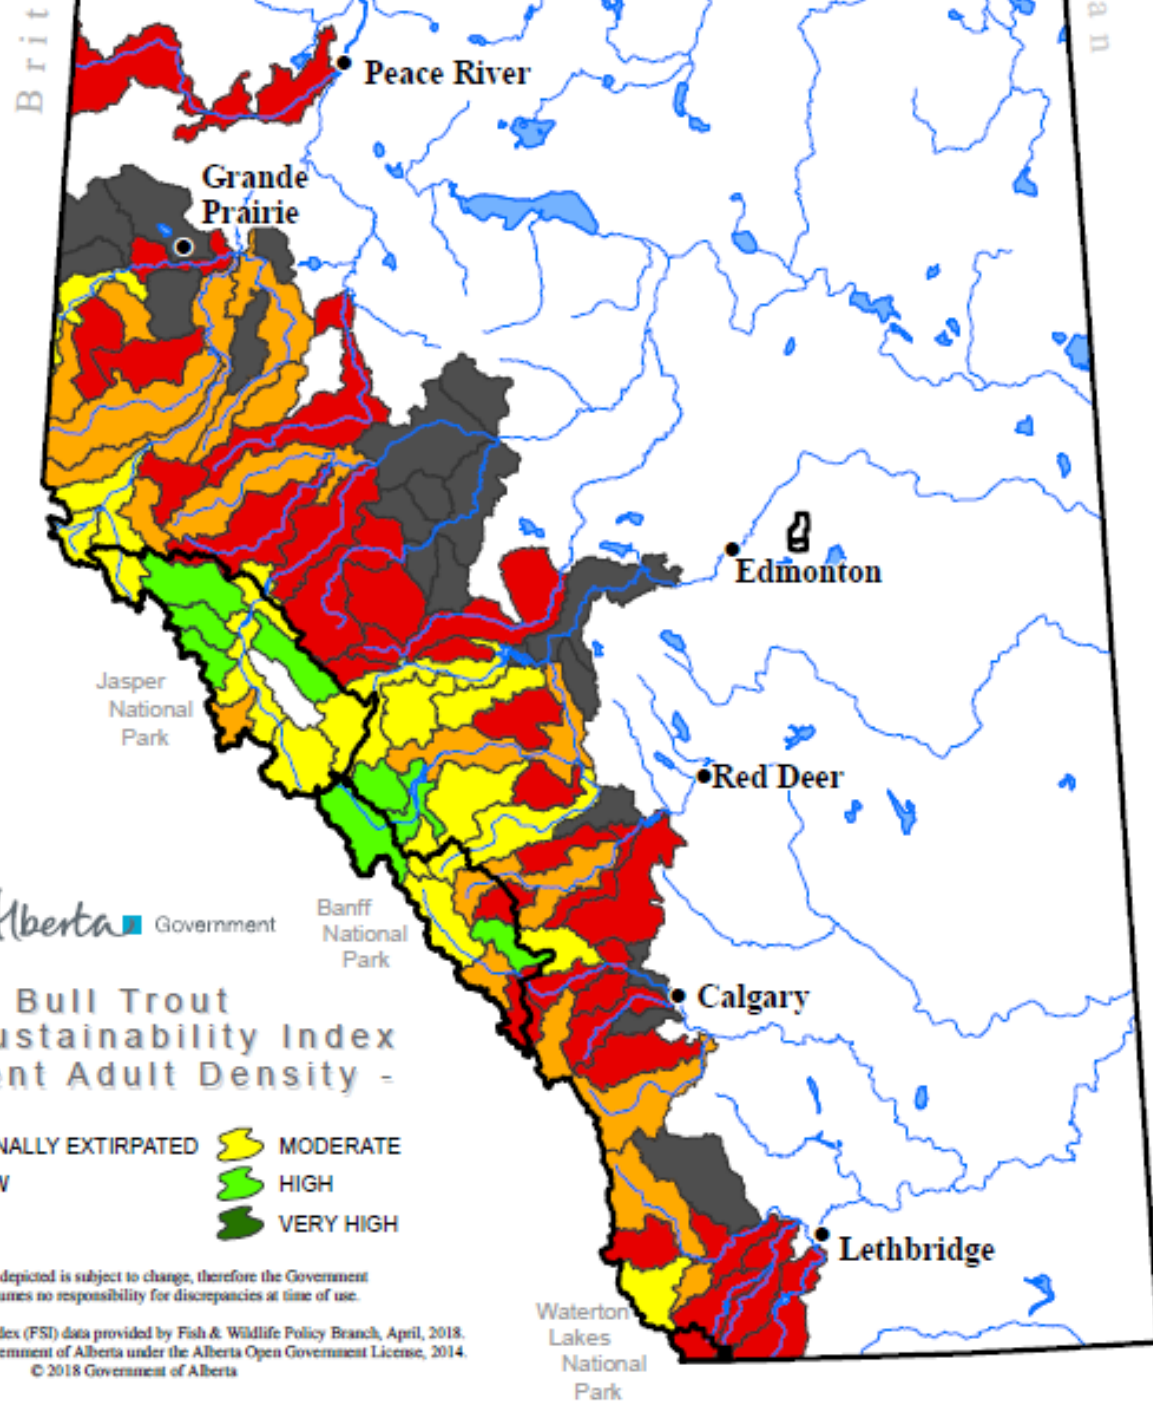 Brit
an
Peace River
Grande
Prairie
Edmonton
Jasper
National
Park
Red Deer
Alberta Government
Banff
National
Park
Calgary
Bull Trout
ustainability Index
nt Adult Density -
NALLY EXTIRPATED
MODERATE
W
HIGH
VERY HIGH
Lethbridge
depicted is subject to change, therefore the Government
umes no responsibility for discrepancies at time of use.
Waterton
Lakes
National
Park
dex (FSI) data provided by Fish & Wildlife Policy Branch, April, 2018.
ernment of Alberta under the Alberta Open Government License, 2014.
© 2018 Government of Alberta